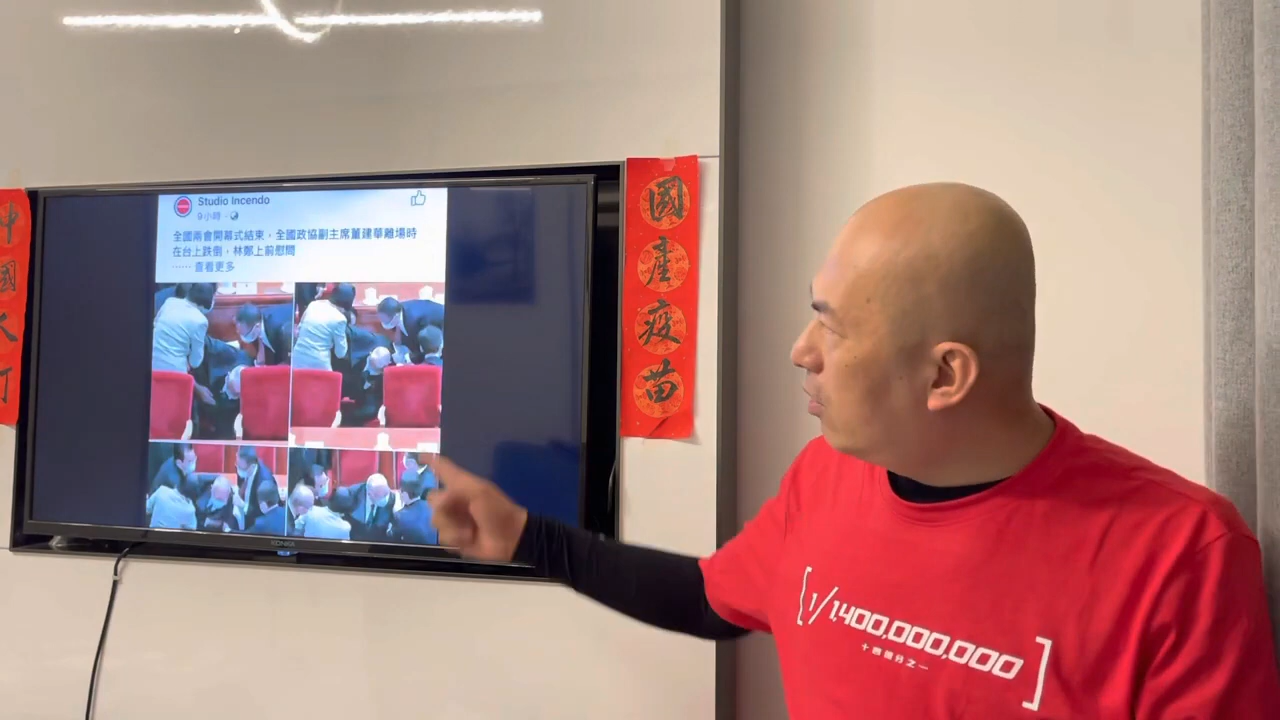 中國
Studio Incendo
9小時 ·
全國兩會開幕式結束，全國政協副主席董建華離場時
在台上跌倒，林鄭上前慰問
⋯⋯ 查看更多
國產疫苗
[1/1,400,000,000]
十四億分之一